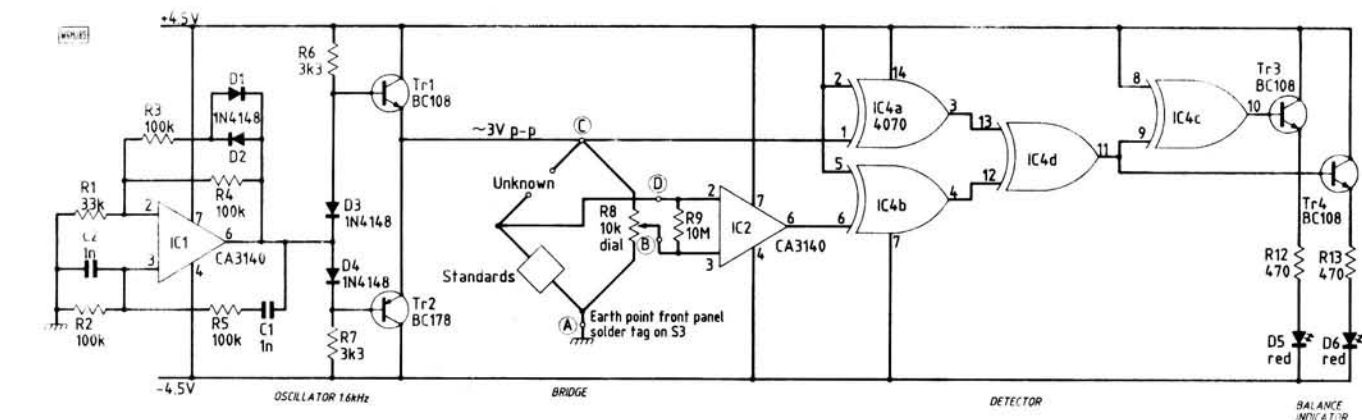 +4.5V
R6
3k3
D1
1N4148
D2
R3
100k
R4
100k
R1
33k
C2
1n
2
3
7
6
4
IC1
CA3140
R2
100k
R5
100k
C1
1n
D3
1N4148
D4
1N4148
R7
3k3
Tr1
BC108
Tr2
BC178
~3V p-p
C
Unknown
D
R8
10k
dial
B
R9
10M
Standards
A
Earth point front panel
solder tag on S3
2
3
7
6
4
IC2
CA3140
2
1
14
3
IC4a
4070
5
6
4
7
IC4b
13
12
11
IC4d
8
9
10
IC4c
Tr3
BC108
Tr4
BC108
R12
470
R13
470
D5
red
D6
red
-4.5V
OSCILLATOR 1.6kHz
BRIDGE
DETECTOR
BALANCE
INDICATOR